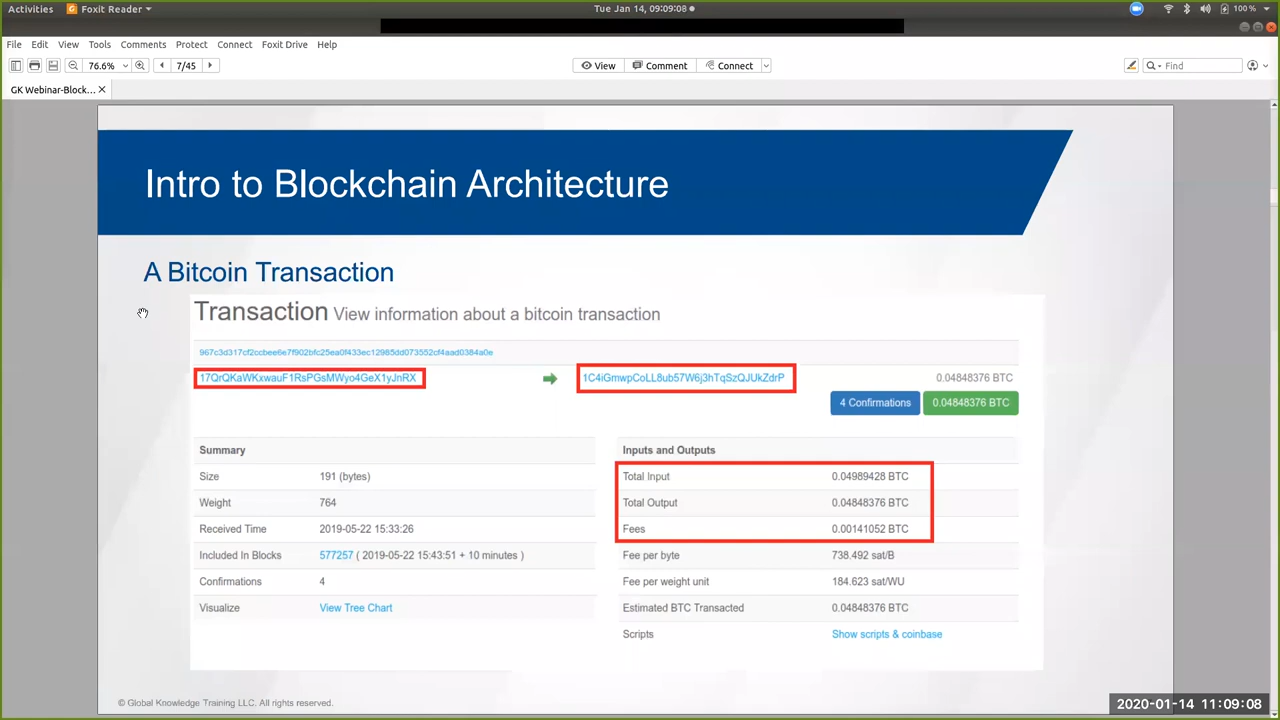 Activities Foxit Reader Tue Jan 14, 09:09:08 100 %
File Edit View Tools Comments Protect Connect Foxit Drive Help
76.6% 7/45 View Comment Connect Find
GK Webinar-Block...
Intro to Blockchain Architecture
A Bitcoin Transaction
Transaction View information about a bitcoin transaction
967c3d317cf2ccbee6e7f902bfc25ea0f433ec12985dd073552cf4aad0384a0e
17QrQKaWKxwauF1RsPGsMWyo4GeX1yJnRX 1C4iGmwpCoLL8ub57W6j3hTqSzQJUkZdrP 0.04848376 BTC
4 Confirmations 0.04848376 BTC
Summary Inputs and Outputs
Size 191 (bytes) Total Input 0.04989428 BTC
Weight 764 Total Output 0.04848376 BTC
Received Time 2019-05-22 15:33:26 Fees 0.00141052 BTC
Included In Blocks 577257 ( 2019-05-22 15:43:51 + 10 minutes ) Fee per byte 738.492 sat/B
Confirmations 4 Fee per weight unit 184.623 sat/WU
Visualize View Tree Chart Estimated BTC Transacted 0.04848376 BTC
Scripts Show scripts & coinbase
© Global Knowledge Training LLC. All rights reserved.
2020-01-14 11:09:08